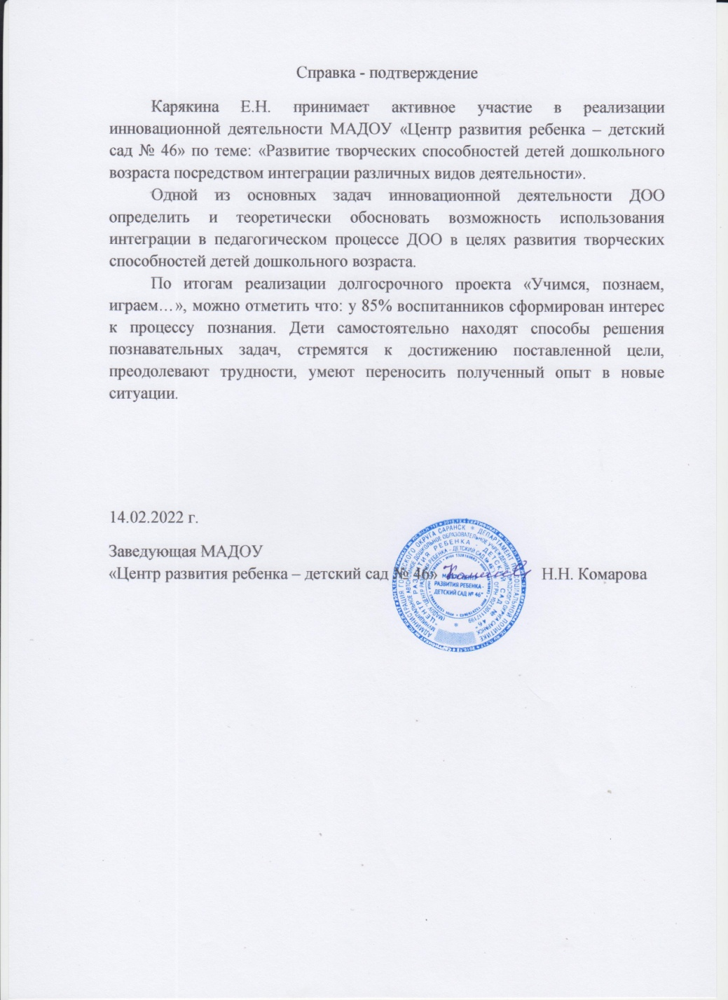 Справка - подтверждение
Карякина Е.Н. принимает активное участие в реализации
инновационной деятельности МАДОУ «Центр развития ребенка – детский
сад № 46» по теме: «Развитие творческих способностей детей дошкольного
возраста посредством интеграции различных видов деятельности».
Одной из основных задач инновационной деятельности ДОО
определить и теоретически обосновать возможность использования
интеграции в педагогическом процессе ДОО в целях развития творческих
способностей детей дошкольного возраста.
По итогам реализации долгосрочного проекта «Учимся, познаем,
играем…», можно отметить что: у 85% воспитанников сформирован интерес
к процессу познания. Дети самостоятельно находят способы решения
познавательных задач, стремятся к достижению поставленной цели,
преодолевают трудности, умеют переносить полученный опыт в новые
ситуации.
14.02.2022 г.
Заведующая МАДОУ
«Центр развития ребенка – детский сад № 46» Н.Н. Комарова
РАЗВИТИЯ РЕБЕНКА -
ДЕТСКИЙ САД № 46"